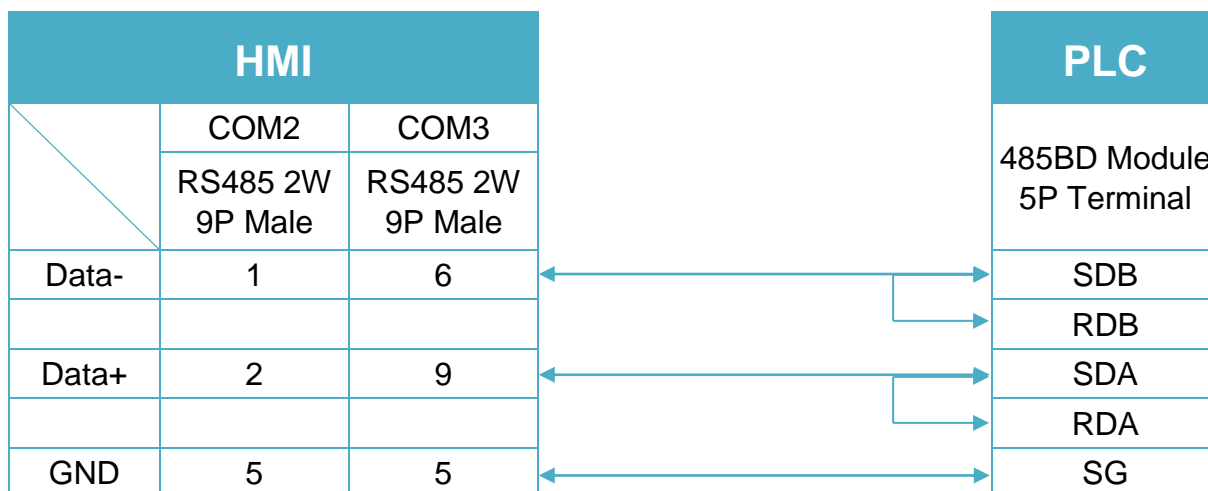 HMI PLC
COM2 COM3
RS485 2W RS485 2W
9P Male 9P Male
485BD Module
5P Terminal
Data- 1 6 SDB
RDB
Data+ 2 9 SDA
RDA
GND 5 5 SG